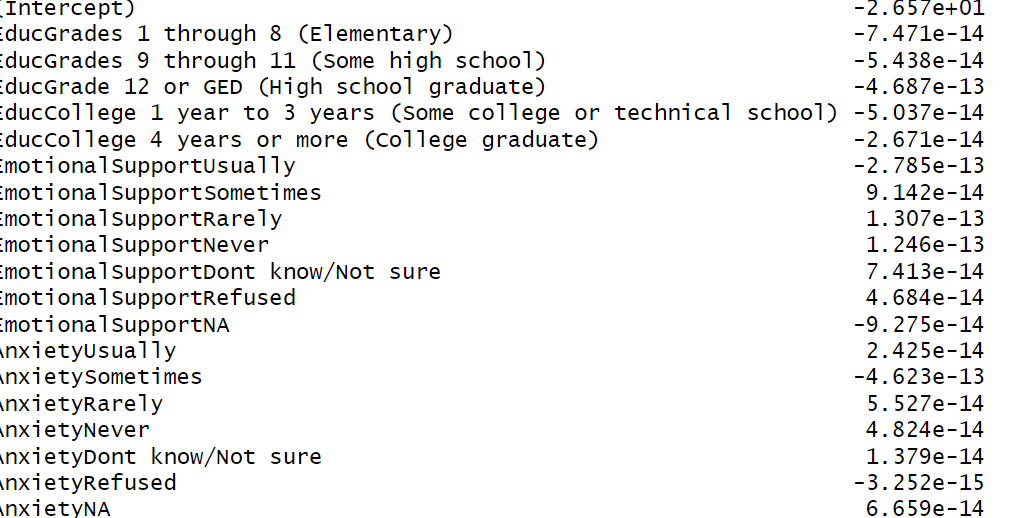 (Intercept) -2.657e+01
EducGrades 1 through 8 (Elementary) -7.471e-14
EducGrades 9 through 11 (Some high school) -5.438e-14
EducGrade 12 or GED (High school graduate) -4.687e-13
EducCollege 1 year to 3 years (Some college or technical school) -5.037e-14
EducCollege 4 years or more (College graduate) -2.671e-14
EmotionalSupportUsually -2.785e-13
EmotionalSupportSometimes 9.142e-14
EmotionalSupportRarely 1.307e-13
EmotionalSupportNever 1.246e-13
EmotionalSupportDont know/Not sure 7.413e-14
EmotionalSupportRefused 4.684e-14
EmotionalSupportNA -9.275e-14
AnxietyUsually 2.425e-14
AnxietySometimes -4.623e-13
AnxietyRarely 5.527e-14
AnxietyNever 4.824e-14
AnxietyDont know/Not sure 1.379e-14
AnxietyRefused -3.252e-15
AnxietyNA 6.659e-14